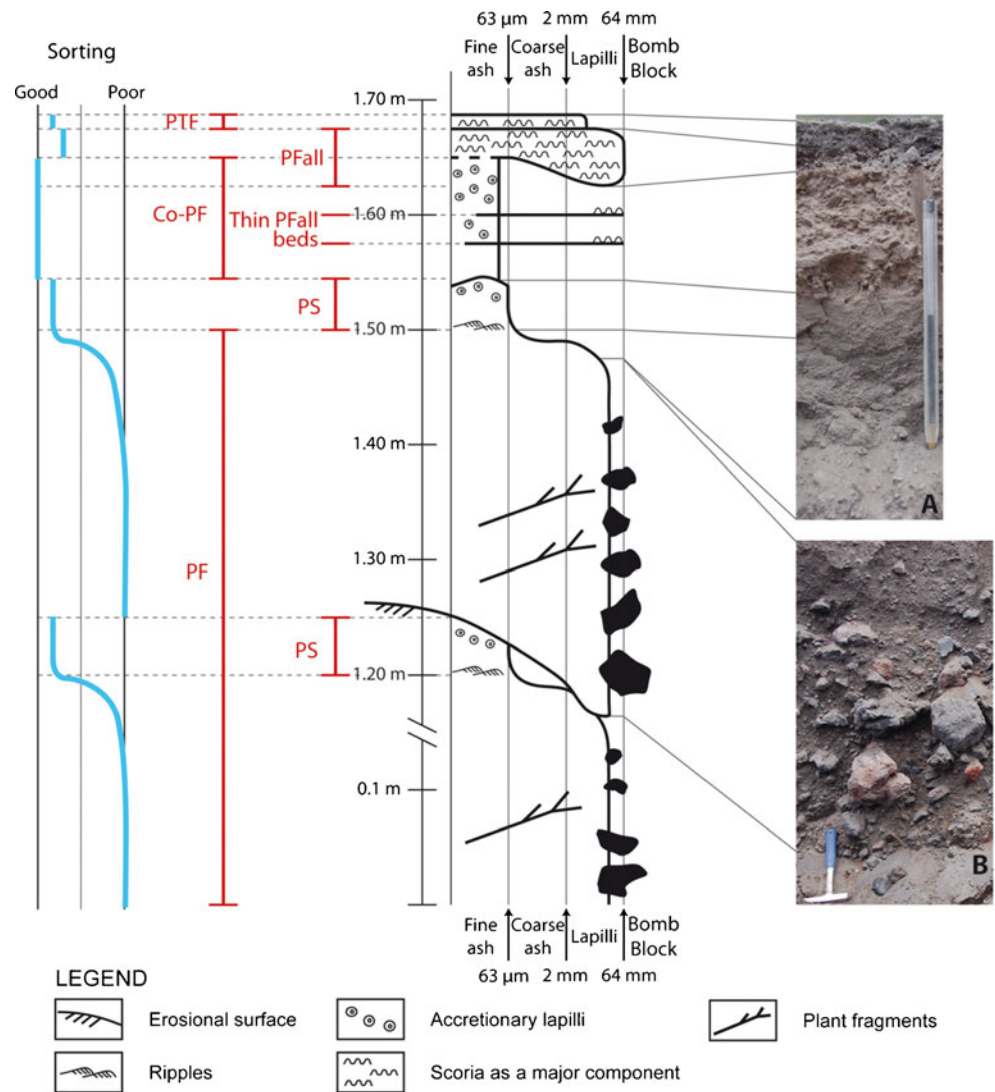 63 μm 2 mm 64 mm
Sorting
Fine ash Coarse ash Lapilli Bomb Block
Good Poor
1.70 m
PTF
PFall
Co-PF
Thin PFall beds
1.60 m
PS
1.50 m
1.40 m
A
1.30 m
PF
PS
1.20 m
0.1 m
B
Fine ash Coarse ash Lapilli Bomb Block
63 μm 2 mm 64 mm
LEGEND
Erosional surface Accretionary lapilli Plant fragments
Ripples Scoria as a major component